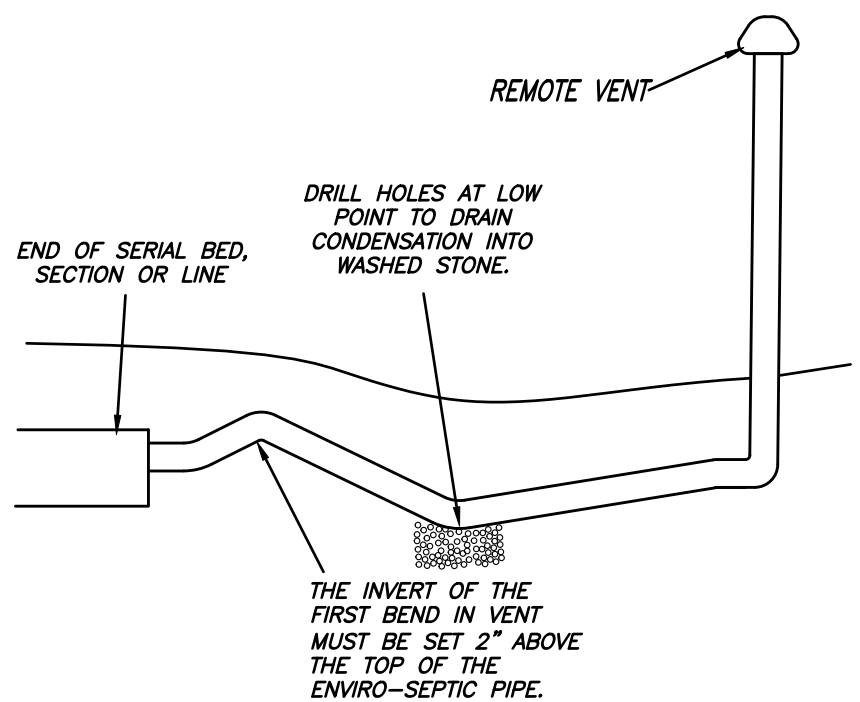 REMOTE VENT
DRILL HOLES AT LOW
POINT TO DRAIN
CONDENSATION INTO
WASHED STONE.
END OF SERIAL BED,
SECTION OR LINE
THE INVERT OF THE
FIRST BEND IN VENT
MUST BE SET 2" ABOVE
THE TOP OF THE
ENVIRO-SEPTIC PIPE.